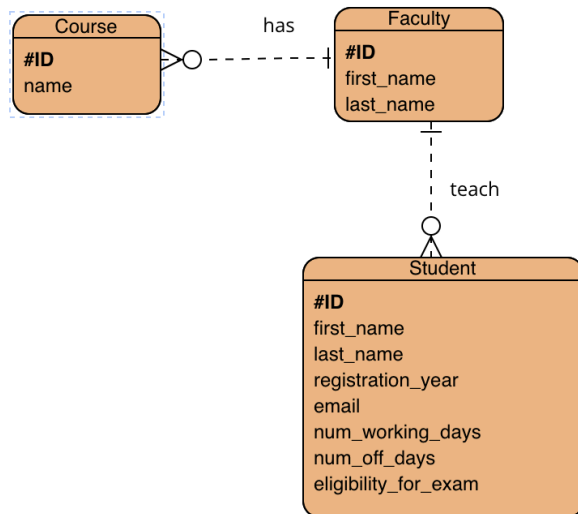 Course
#ID
name
has
Faculty
#ID
first_name
last_name
teach
Student
#ID
first_name
last_name
registration_year
email
num_working_days
num_off_days
eligibility_for_exam